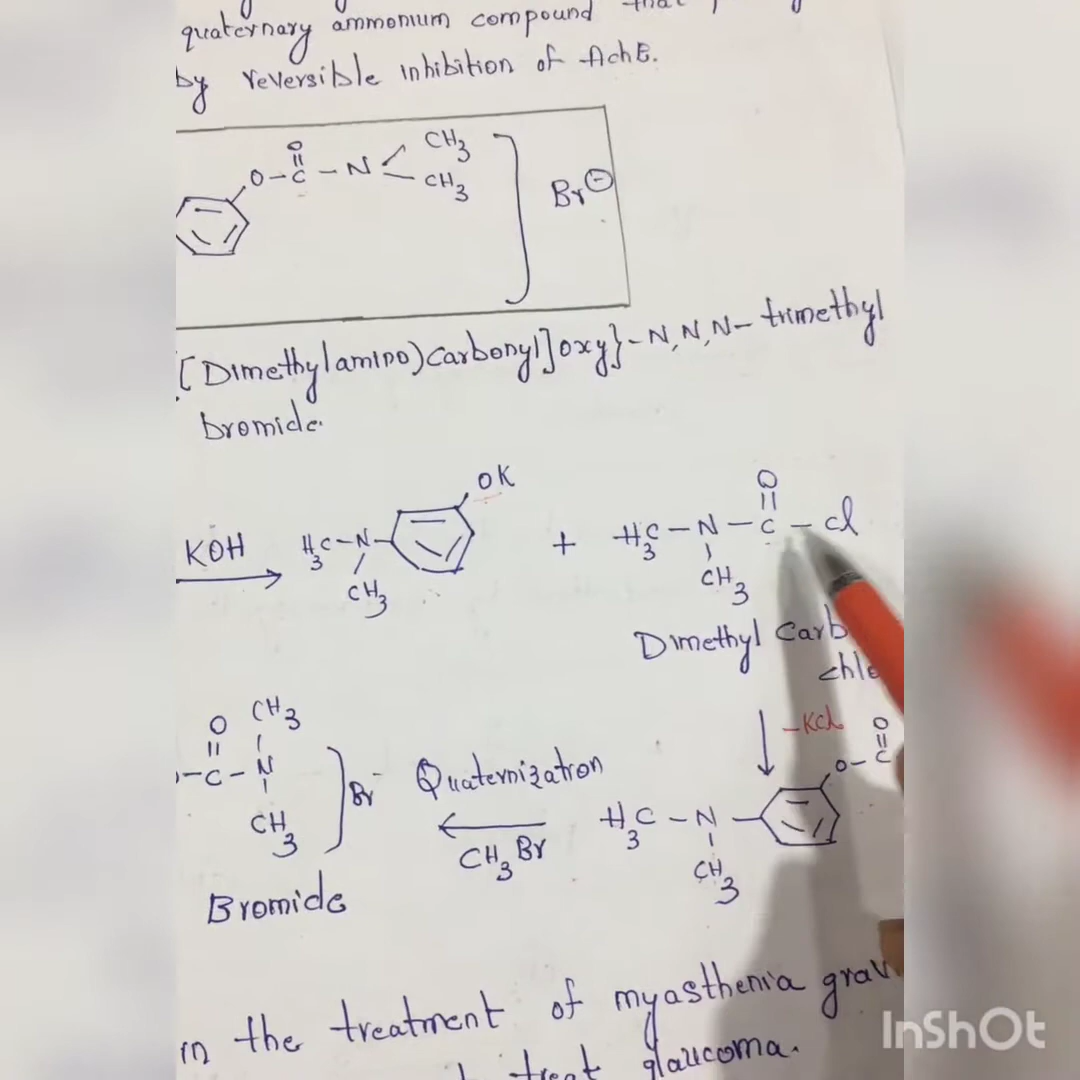 quaternary ammonium compound that
by reversible inhibition of AchE.
O
||
O-C-N
CH3
CH3
Br⊖
[Dimethylamino)carbonyl]oxy}-N,N,N-trimethyl
bromide.
KOH
H3C-N-
CH3
OK
+
H3C-N-C-Cl
O
||
CH3
Dimethyl
-KCl
O
||
-C-N
CH3
CH3
]Br-
Quaternization
CH3Br
H3C-N-
CH3
O-C
O
||
Bromide
in the treatment of myasthenia
treat glaucoma.
InShOt